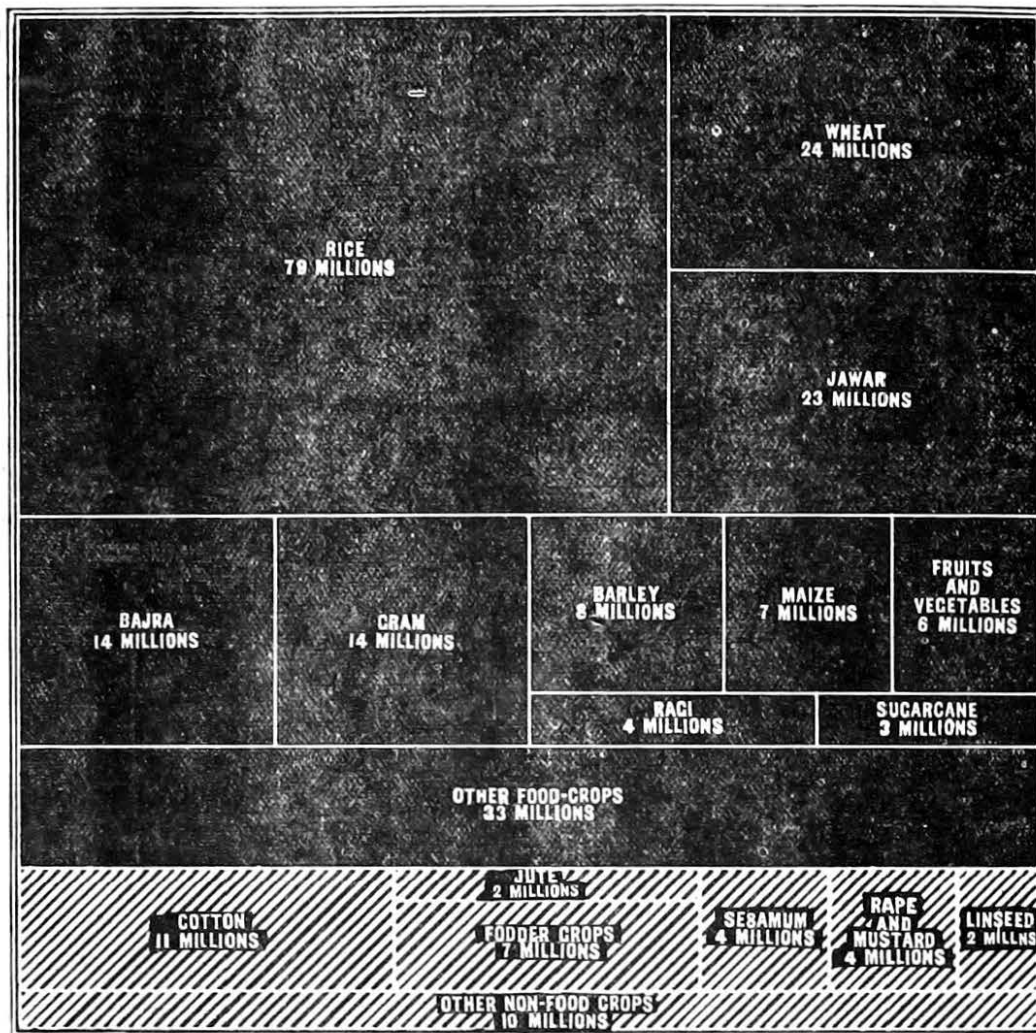 WHEAT
24 MILLIONS
RICE
79 MILLIONS
JAWAR
23 MILLIONS
BAJRA
14 MILLIONS
GRAM
14 MILLIONS
BARLEY
8 MILLIONS
MAIZE
7 MILLIONS
FRUITS
AND
VEGETABLES
6 MILLIONS
RAGI
4 MILLIONS
SUGARCANE
3 MILLIONS
OTHER FOOD-CROPS
33 MILLIONS
COTTON
11 MILLIONS
JUTE
2 MILLIONS
FODDER CROPS
7 MILLIONS
SESAMUM
4 MILLIONS
RAPE
AND
MUSTARD
4 MILLIONS
LINSEED
2 MILLNS
OTHER NON-FOOD CROPS
10 MILLIONS